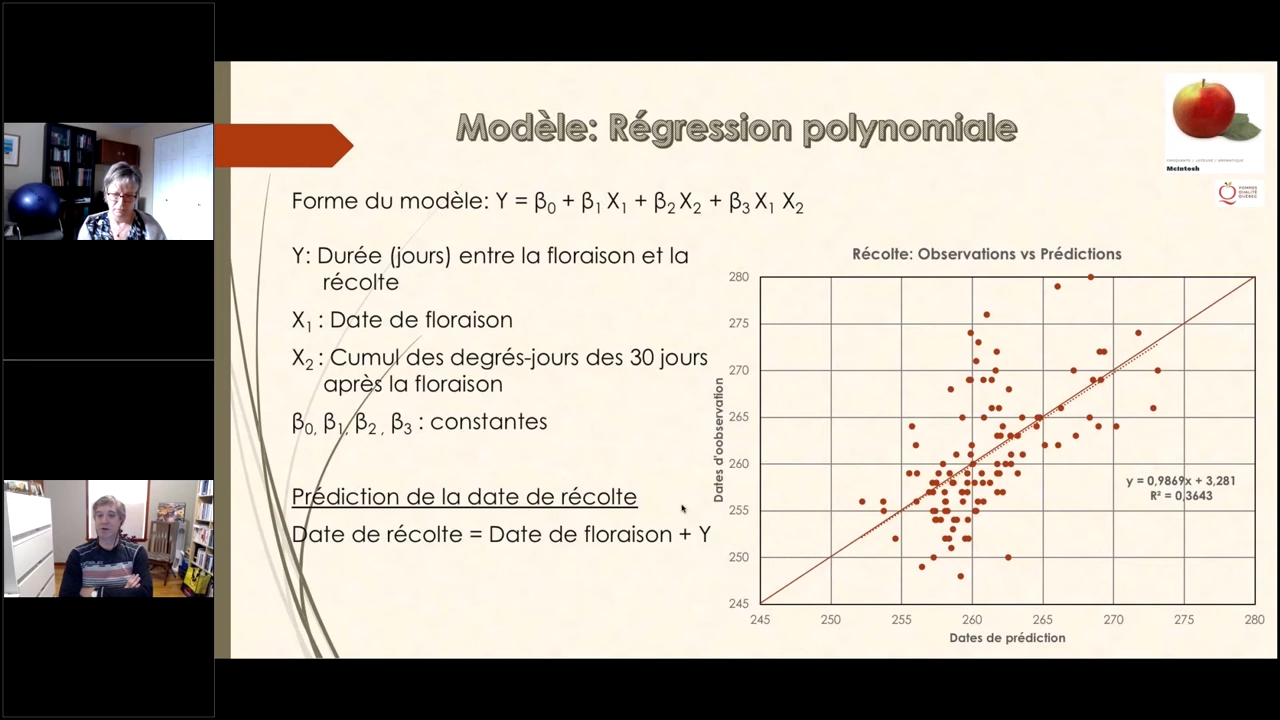 Modèle: Régression polynomiale
McIntosh
POMMES
QUALITÉ
QUÉBEC
Forme du modèle: Y = β0 + β1 X1 + β2 X2 + β3 X1 X2
Y: Durée (jours) entre la floraison et la
récolte
X1 : Date de floraison
X2 : Cumul des degrés-jours des 30 jours
après la floraison
β0, β1, β2 , β3 : constantes
Prédiction de la date de récolte
Date de récolte = Date de floraison + Y
Récolte: Observations vs Prédictions
280
275
270
265
260
255
250
245
Dates d'oobservation
y = 0,9869x + 3,281
R² = 0,3643
245 250 255 260 265 270 275 280
Dates de prédiction